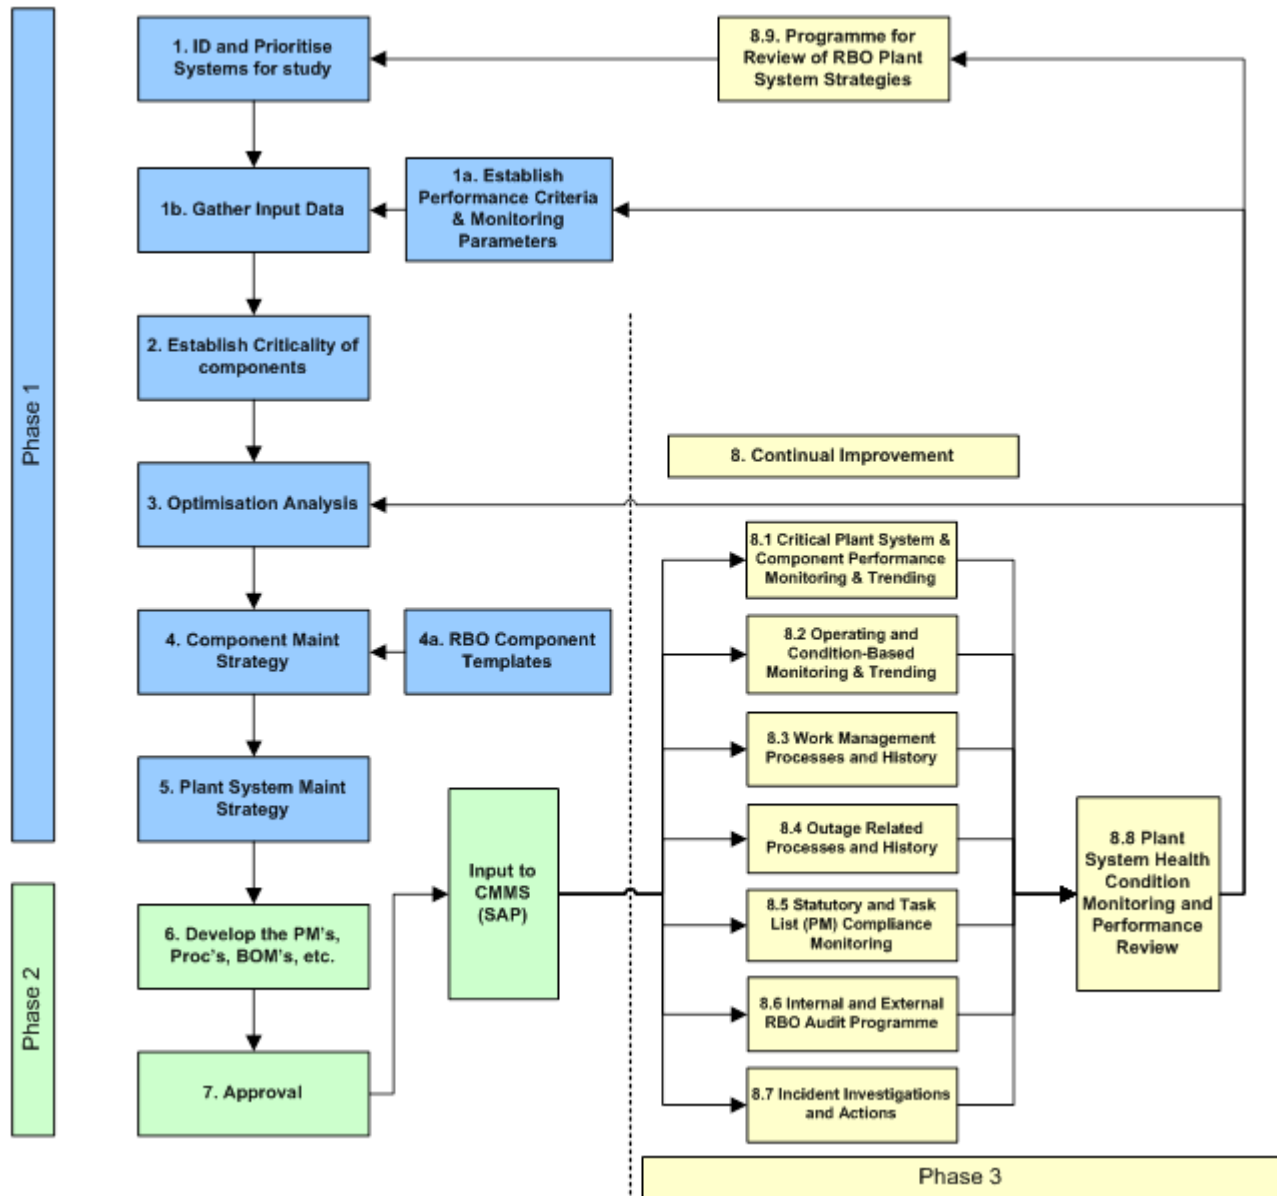 Phase 1
1. ID and Prioritise
Systems for study
8.9. Programme for
Review of RBO Plant
System Strategies
1b. Gather Input Data
1a. Establish
Performance Criteria
& Monitoring
Parameters
2. Establish Criticality of
components
8. Continual Improvement
3. Optimisation Analysis
8.1 Critical Plant System &
Component Performance
Monitoring & Trending
4. Component Maint
Strategy
4a. RBO Component
Templates
8.2 Operating and
Condition-Based
Monitoring & Trending
8.3 Work Management
Processes and History
5. Plant System Maint
Strategy
8.4 Outage Related
Processes and History
Phase 2
Input to
CMMS
(SAP)
8.8 Plant
System Health
Condition
Monitoring and
Performance
Review
6. Develop the PM's,
Proc's, BOM's, etc.
8.5 Statutory and Task
List (PM) Compliance
Monitoring
8.6 Internal and External
RBO Audit Programme
7. Approval
8.7 Incident Investigations
and Actions
Phase 3